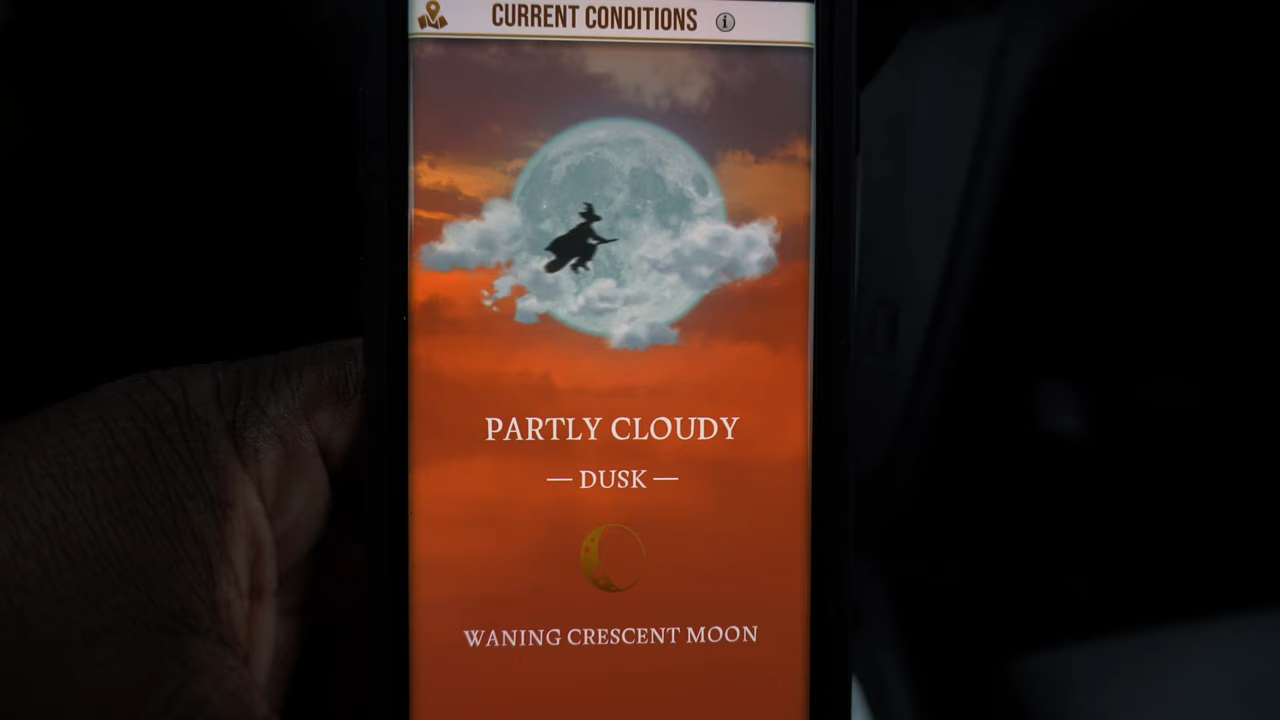 CURRENT CONDITIONS i
PARTLY CLOUDY
— DUSK —
WANING CRESCENT MOON